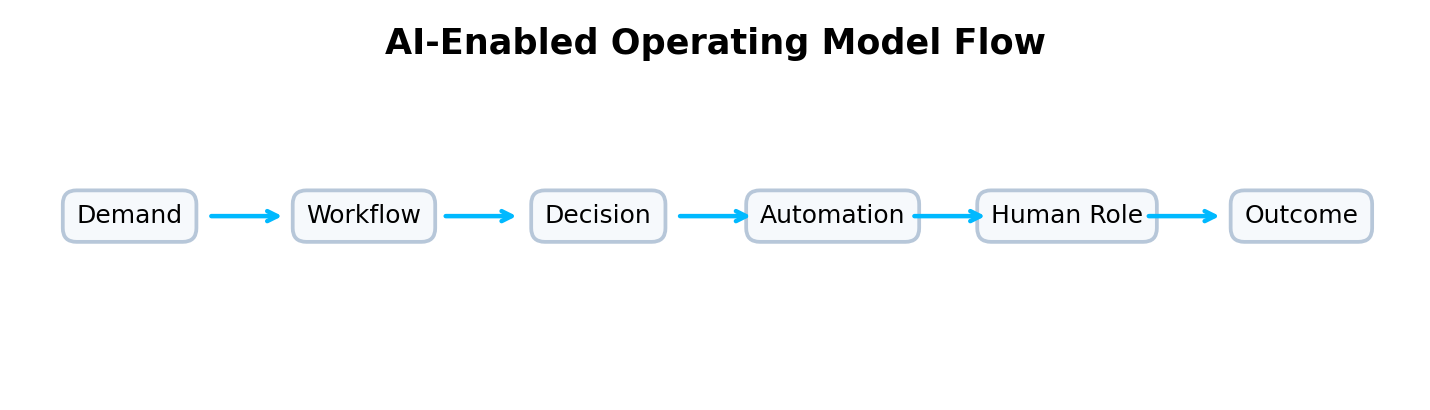 AI-Enabled Operating Model Flow
Demand
Workflow
Decision
Automation
Human Role
Outcome